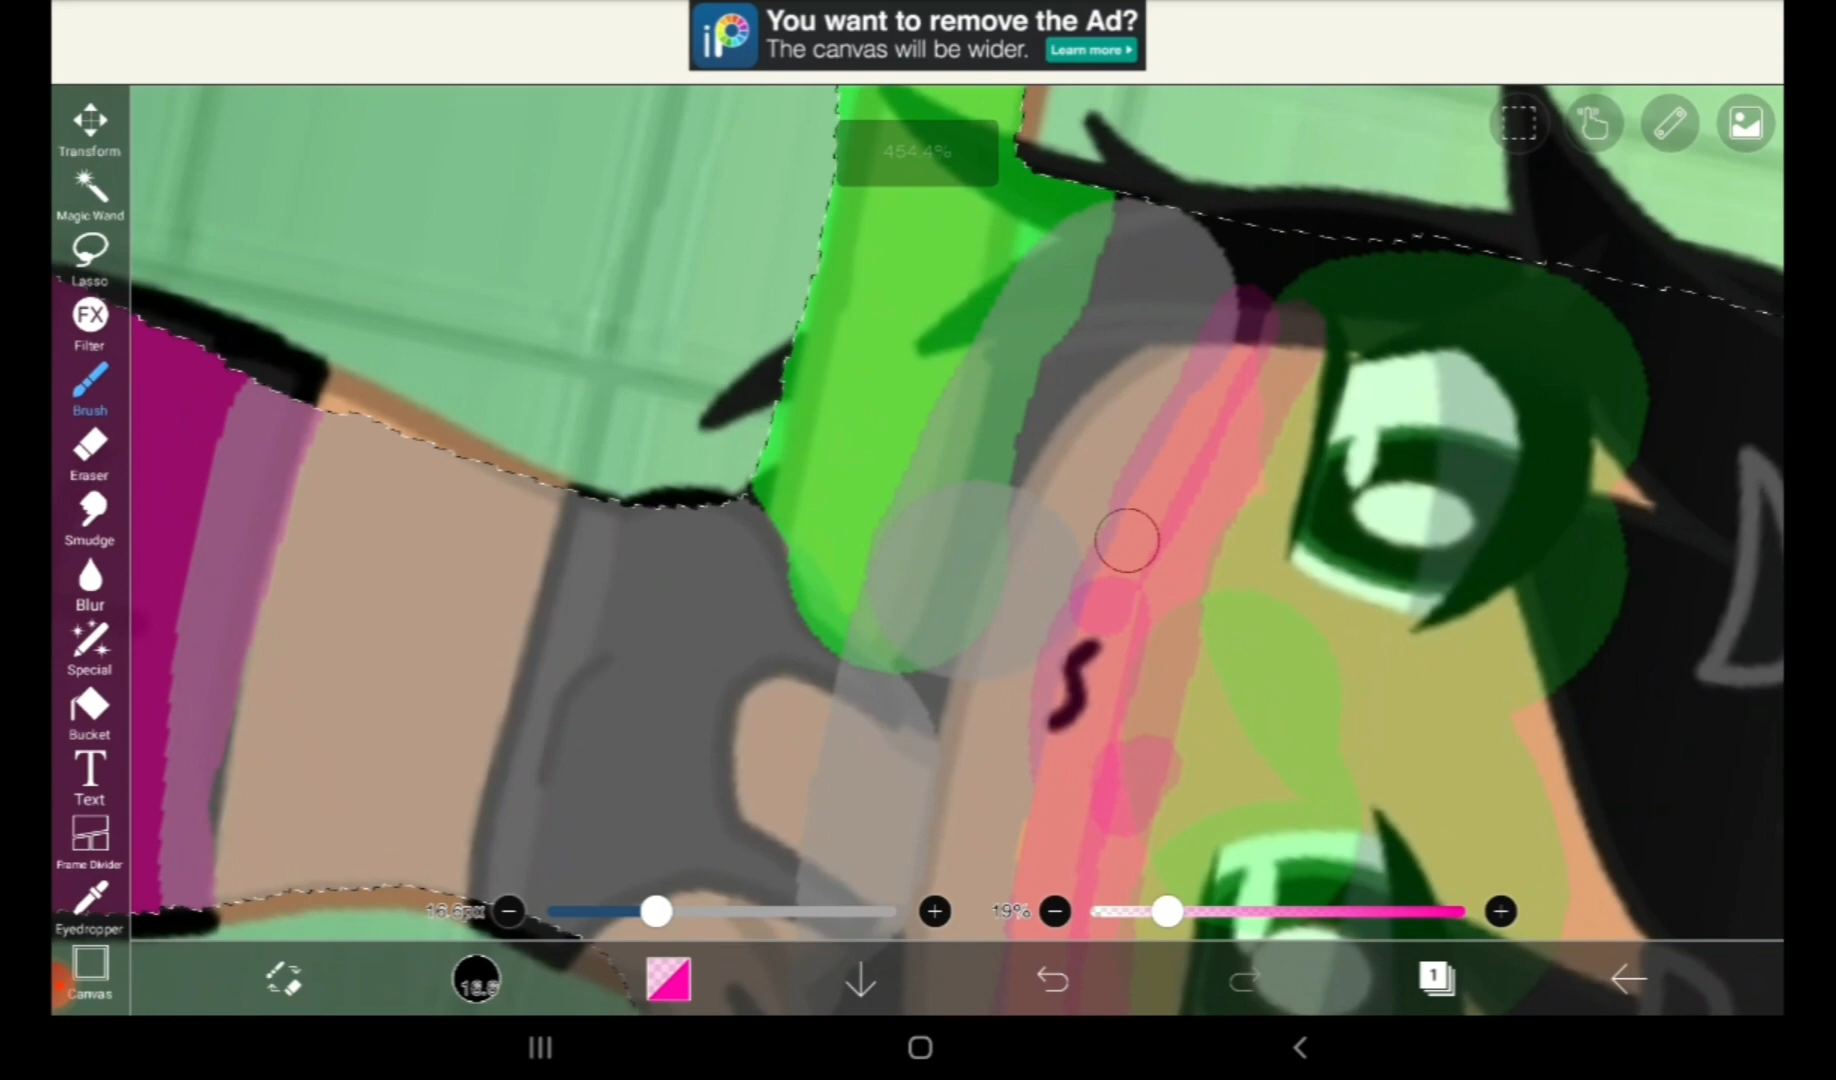 iP
You want to remove the Ad?
The canvas will be wider.
Learn more
454.4%
Transform
Magic Wand
Lasso
FX
Filter
Brush
Eraser
Smudge
Blur
Special
Bucket
T
Text
Frame Divider
Eyedropper
Canvas
19%
1